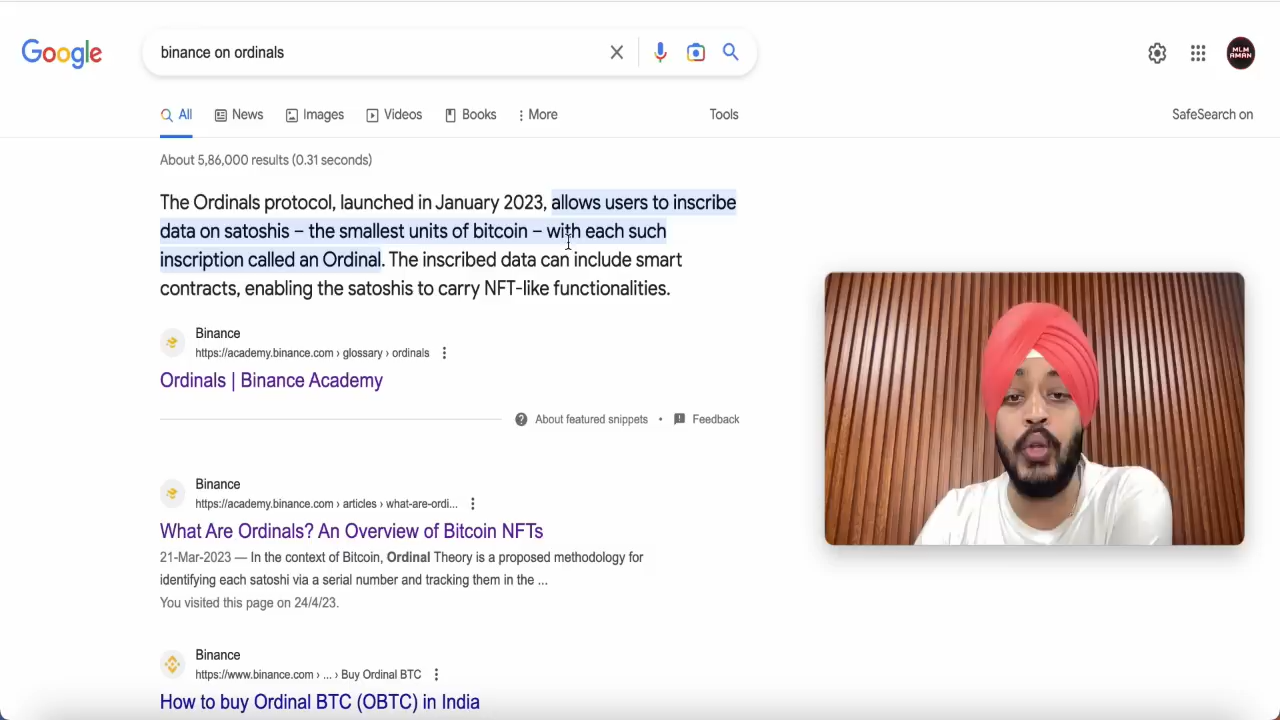 Google
binance on ordinals
MLM
AMAN
All
News
Images
Videos
Books
More
Tools
SafeSearch on
About 5,86,000 results (0.31 seconds)
The Ordinals protocol, launched in January 2023, allows users to inscribe
data on satoshis – the smallest units of bitcoin – with each such
inscription called an Ordinal. The inscribed data can include smart
contracts, enabling the satoshis to carry NFT-like functionalities.
Binance
https://academy.binance.com › glossary › ordinals
Ordinals | Binance Academy
About featured snippets • Feedback
Binance
https://academy.binance.com › articles › what-are-ordi...
What Are Ordinals? An Overview of Bitcoin NFTs
21-Mar-2023 — In the context of Bitcoin, Ordinal Theory is a proposed methodology for
identifying each satoshi via a serial number and tracking them in the ...
You visited this page on 24/4/23.
Binance
https://www.binance.com › ... › Buy Ordinal BTC
How to buy Ordinal BTC (OBTC) in India